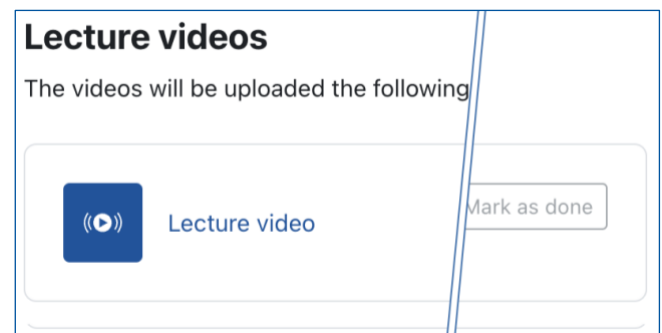 Lecture videos
The videos will be uploaded the following
Lecture video
Mark as done